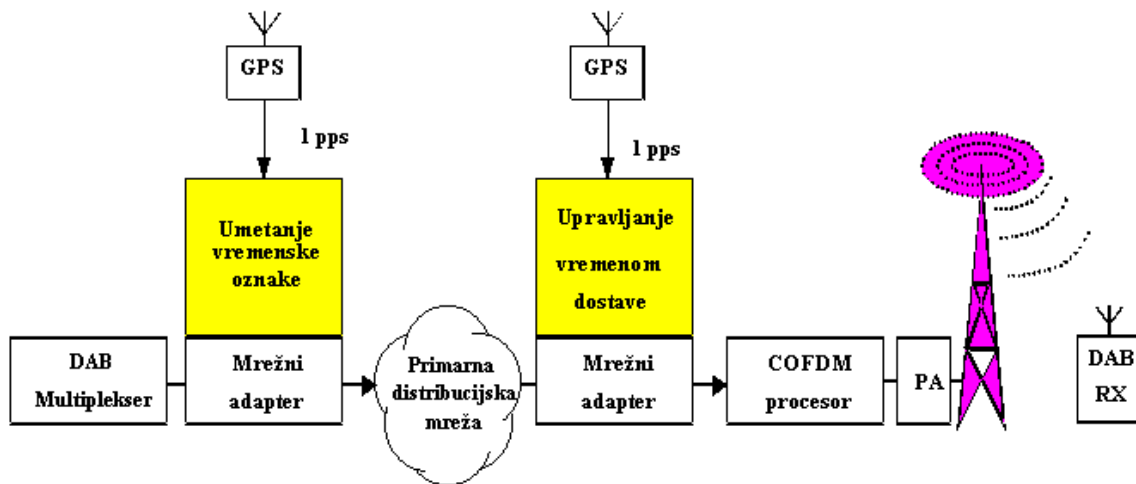 GPS
GPS
1 pps
1 pps
Umetanje
vremenske
oznake
Upravljanje
vremenom
dostave
DAB
Multiplekser
Mrežni
adapter
Primarna
distribucijska
mreža
Mrežni
adapter
COFDM
procesor
PA
DAB
RX